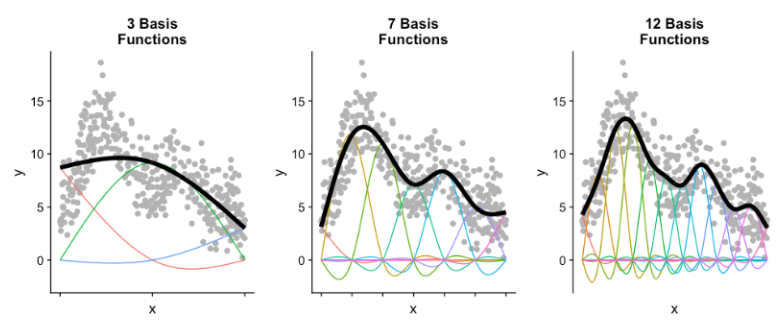 3 Basis
Functions
15
10
5
0
y
x
7 Basis
Functions
15
10
5
0
y
x
12 Basis
Functions
15
10
5
0
y
x